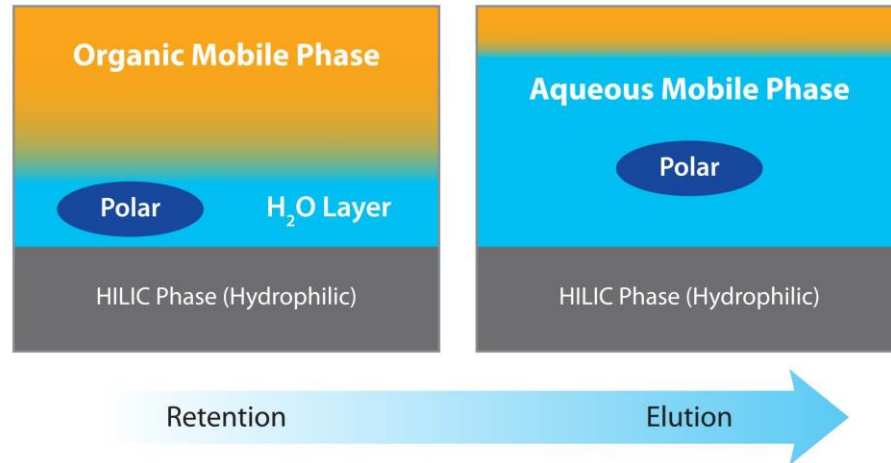 Organic Mobile Phase
Polar
H₂O Layer
HILIC Phase (Hydrophilic)
Aqueous Mobile Phase
Polar
HILIC Phase (Hydrophilic)
Retention
Elution